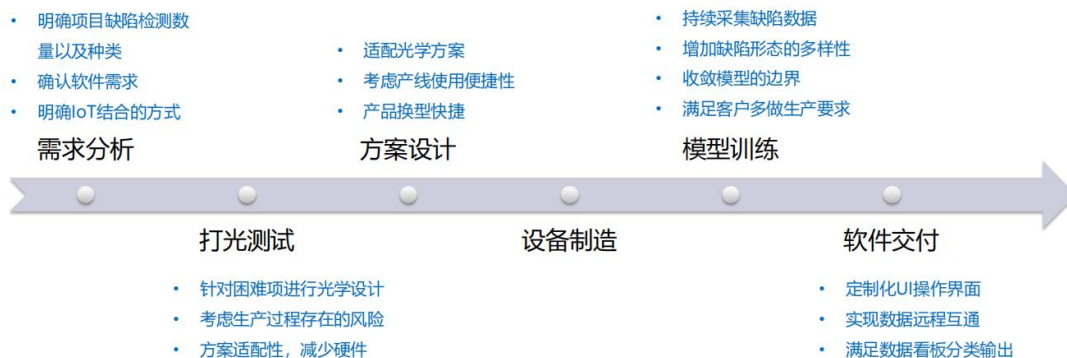 • 明确项目缺陷检测数
量以及种类
• 确认软件需求
• 明确IoT结合的方式
需求分析
• 适配光学方案
• 考虑产线使用便捷性
• 产品换型快捷
方案设计
• 持续采集缺陷数据
• 增加缺陷形态的多样性
• 收敛模型的边界
• 满足客户多做生产要求
模型训练
打光测试
• 针对困难项进行光学设计
• 考虑生产过程存在的风险
• 方案适配性，减少硬件
设备制造
软件交付
• 定制化UI操作界面
• 实现数据远程互通
• 满足数据看板分类输出